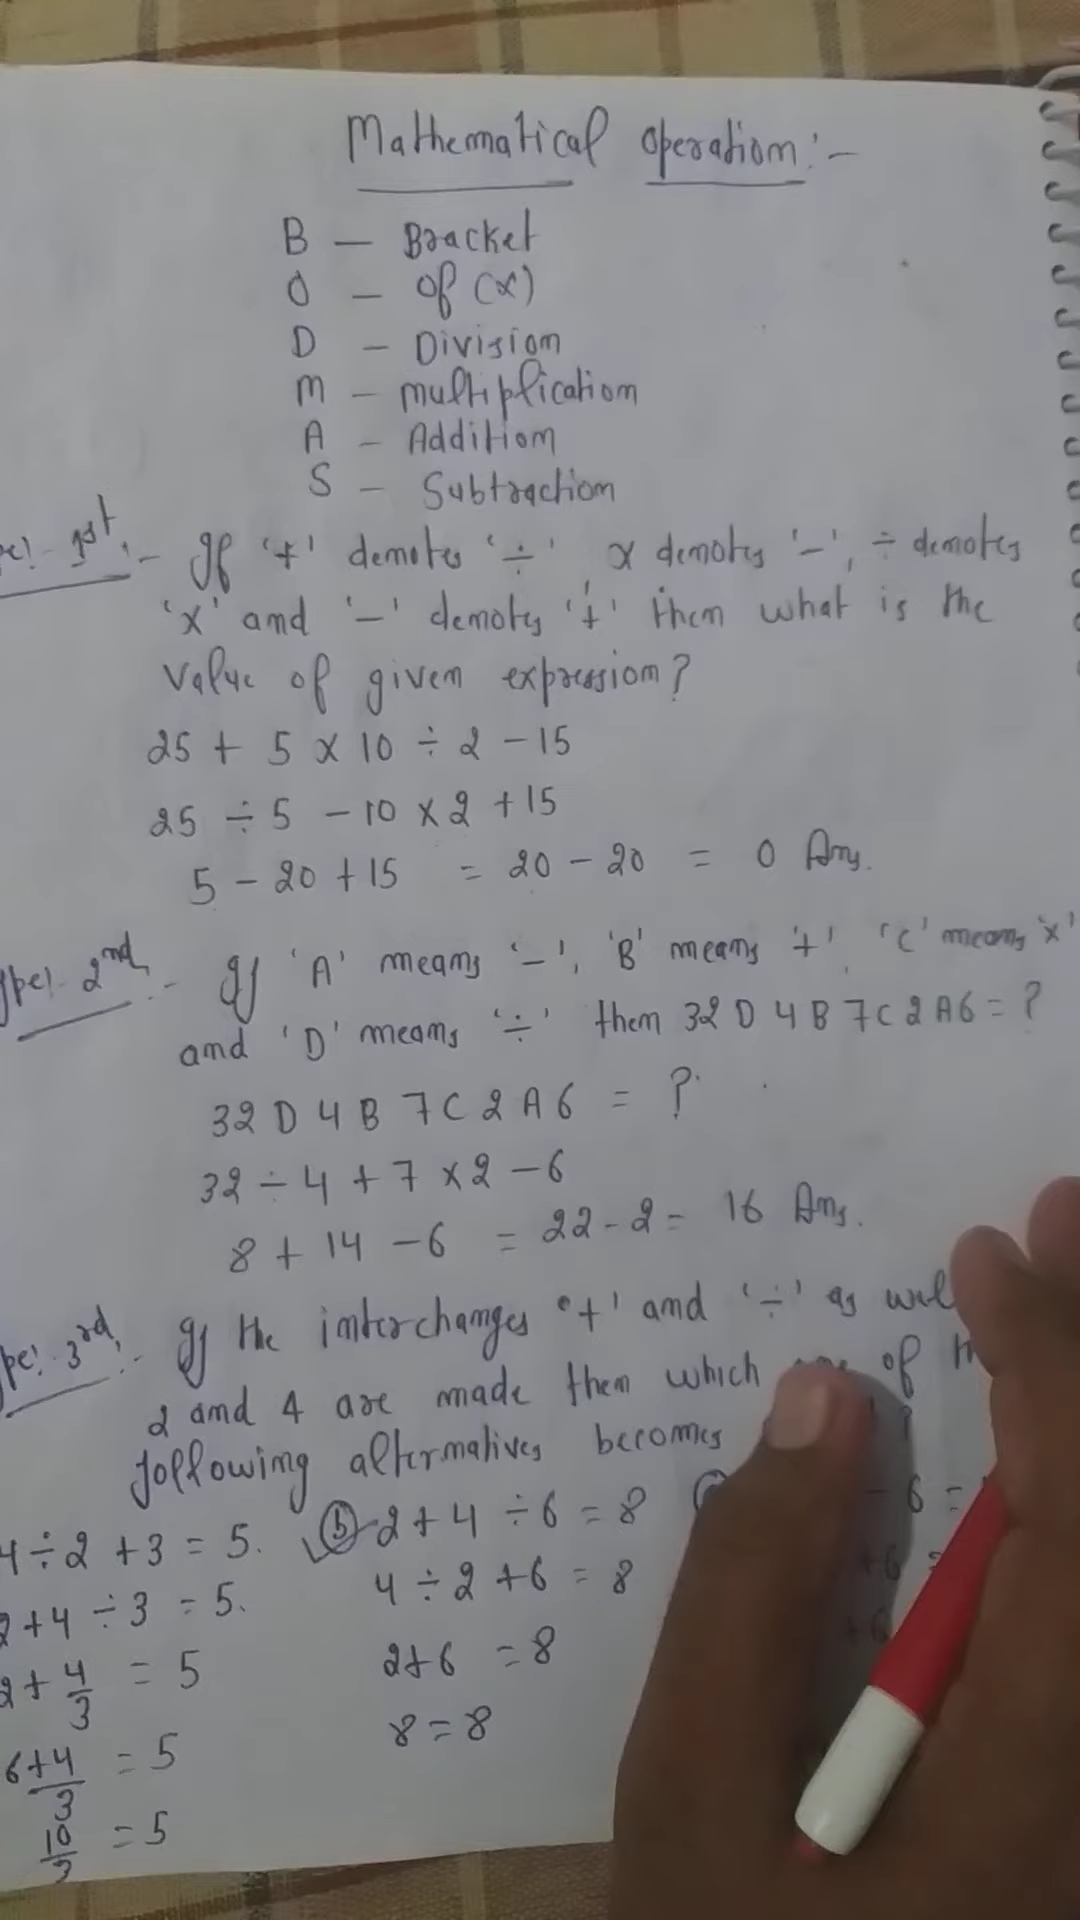 Mathematical operation:-
B - Bracket
O - of (x)
D - Division
M - multiplication
A - Addition
S - Subtraction
1st:- If '+' denotes '÷', x denotes '-', ÷ denotes
'x' and '-' denotes '+' then what is the
value of given expression?
25 + 5 x 10 ÷ 2 - 15
25 ÷ 5 - 10 x 2 + 15
5 - 20 + 15 = 20 - 20 = 0 Ans.
2nd:- If 'A' means '-', 'B' means '+', 'C' means 'x'
and 'D' means '÷' then 32 D 4 B 7 C 2 A 6 = ?
32 D 4 B 7 C 2 A 6 = ?
32 ÷ 4 + 7 x 2 - 6
8 + 14 - 6 = 22 - 2 = 16 Ans.
3rd:- If the interchanges '+' and '÷' as
2 and 4 are made then which of
following alternatives becomes ?
4 ÷ 2 + 3 = 5.
2 + 4 ÷ 3 = 5.
2 + 4/3 = 5
6+4/3 = 5
10/3 = 5
(b) 2 + 4 ÷ 6 = 8
4 ÷ 2 + 6 = 8
2 + 6 = 8
8 = 8
- 6 =
+ 6
+ 6